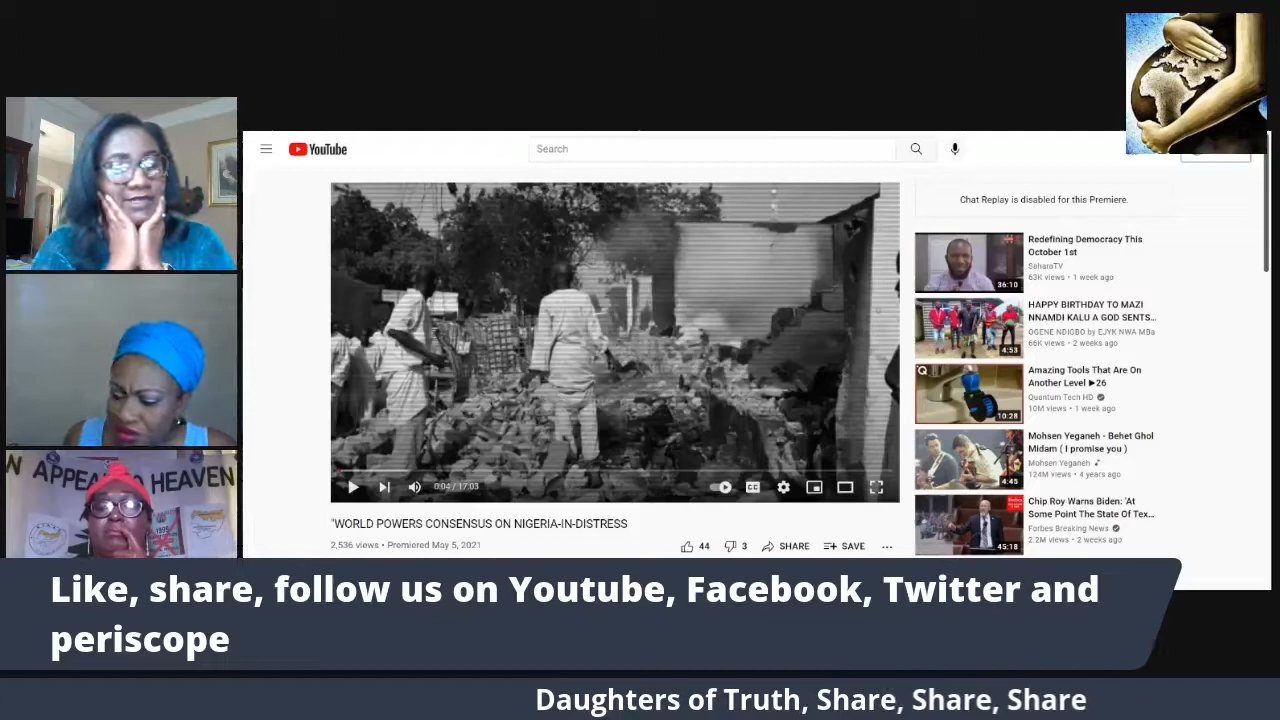 YouTube
Search
Chat Replay is disabled for this Premiere.
Redefining Democracy This
October 1st
SaharaTV
63K views • 1 week ago
36:10
HAPPY BIRTHDAY TO MAZI
NNAMDI KALU A GOD SENTS...
OGENE NDIGBO by EJYK NWA MBa
66K views • 2 weeks ago
4:53
Amazing Tools That Are On
Another Level ▶26
Quantum Tech HD
10M views • 1 week ago
10:28
Mohsen Yeganeh - Behet Ghol
Midam ( I promise you )
Mohsen Yeganeh
124M views • 4 years ago
4:45
Chip Roy Warns Biden: 'At
Some Point The State Of Tex...
Forbes Breaking News
2.2M views • 2 weeks ago
45:18
0:04 / 17:03
CC
"WORLD POWERS CONSENSUS ON NIGERIA-IN-DISTRESS
2,536 views • Premiered May 5, 2021
44 3 SHARE SAVE ...
N APPEAL TO HEAVEN
Like, share, follow us on Youtube, Facebook, Twitter and
periscope
Daughters of Truth, Share, Share, Share